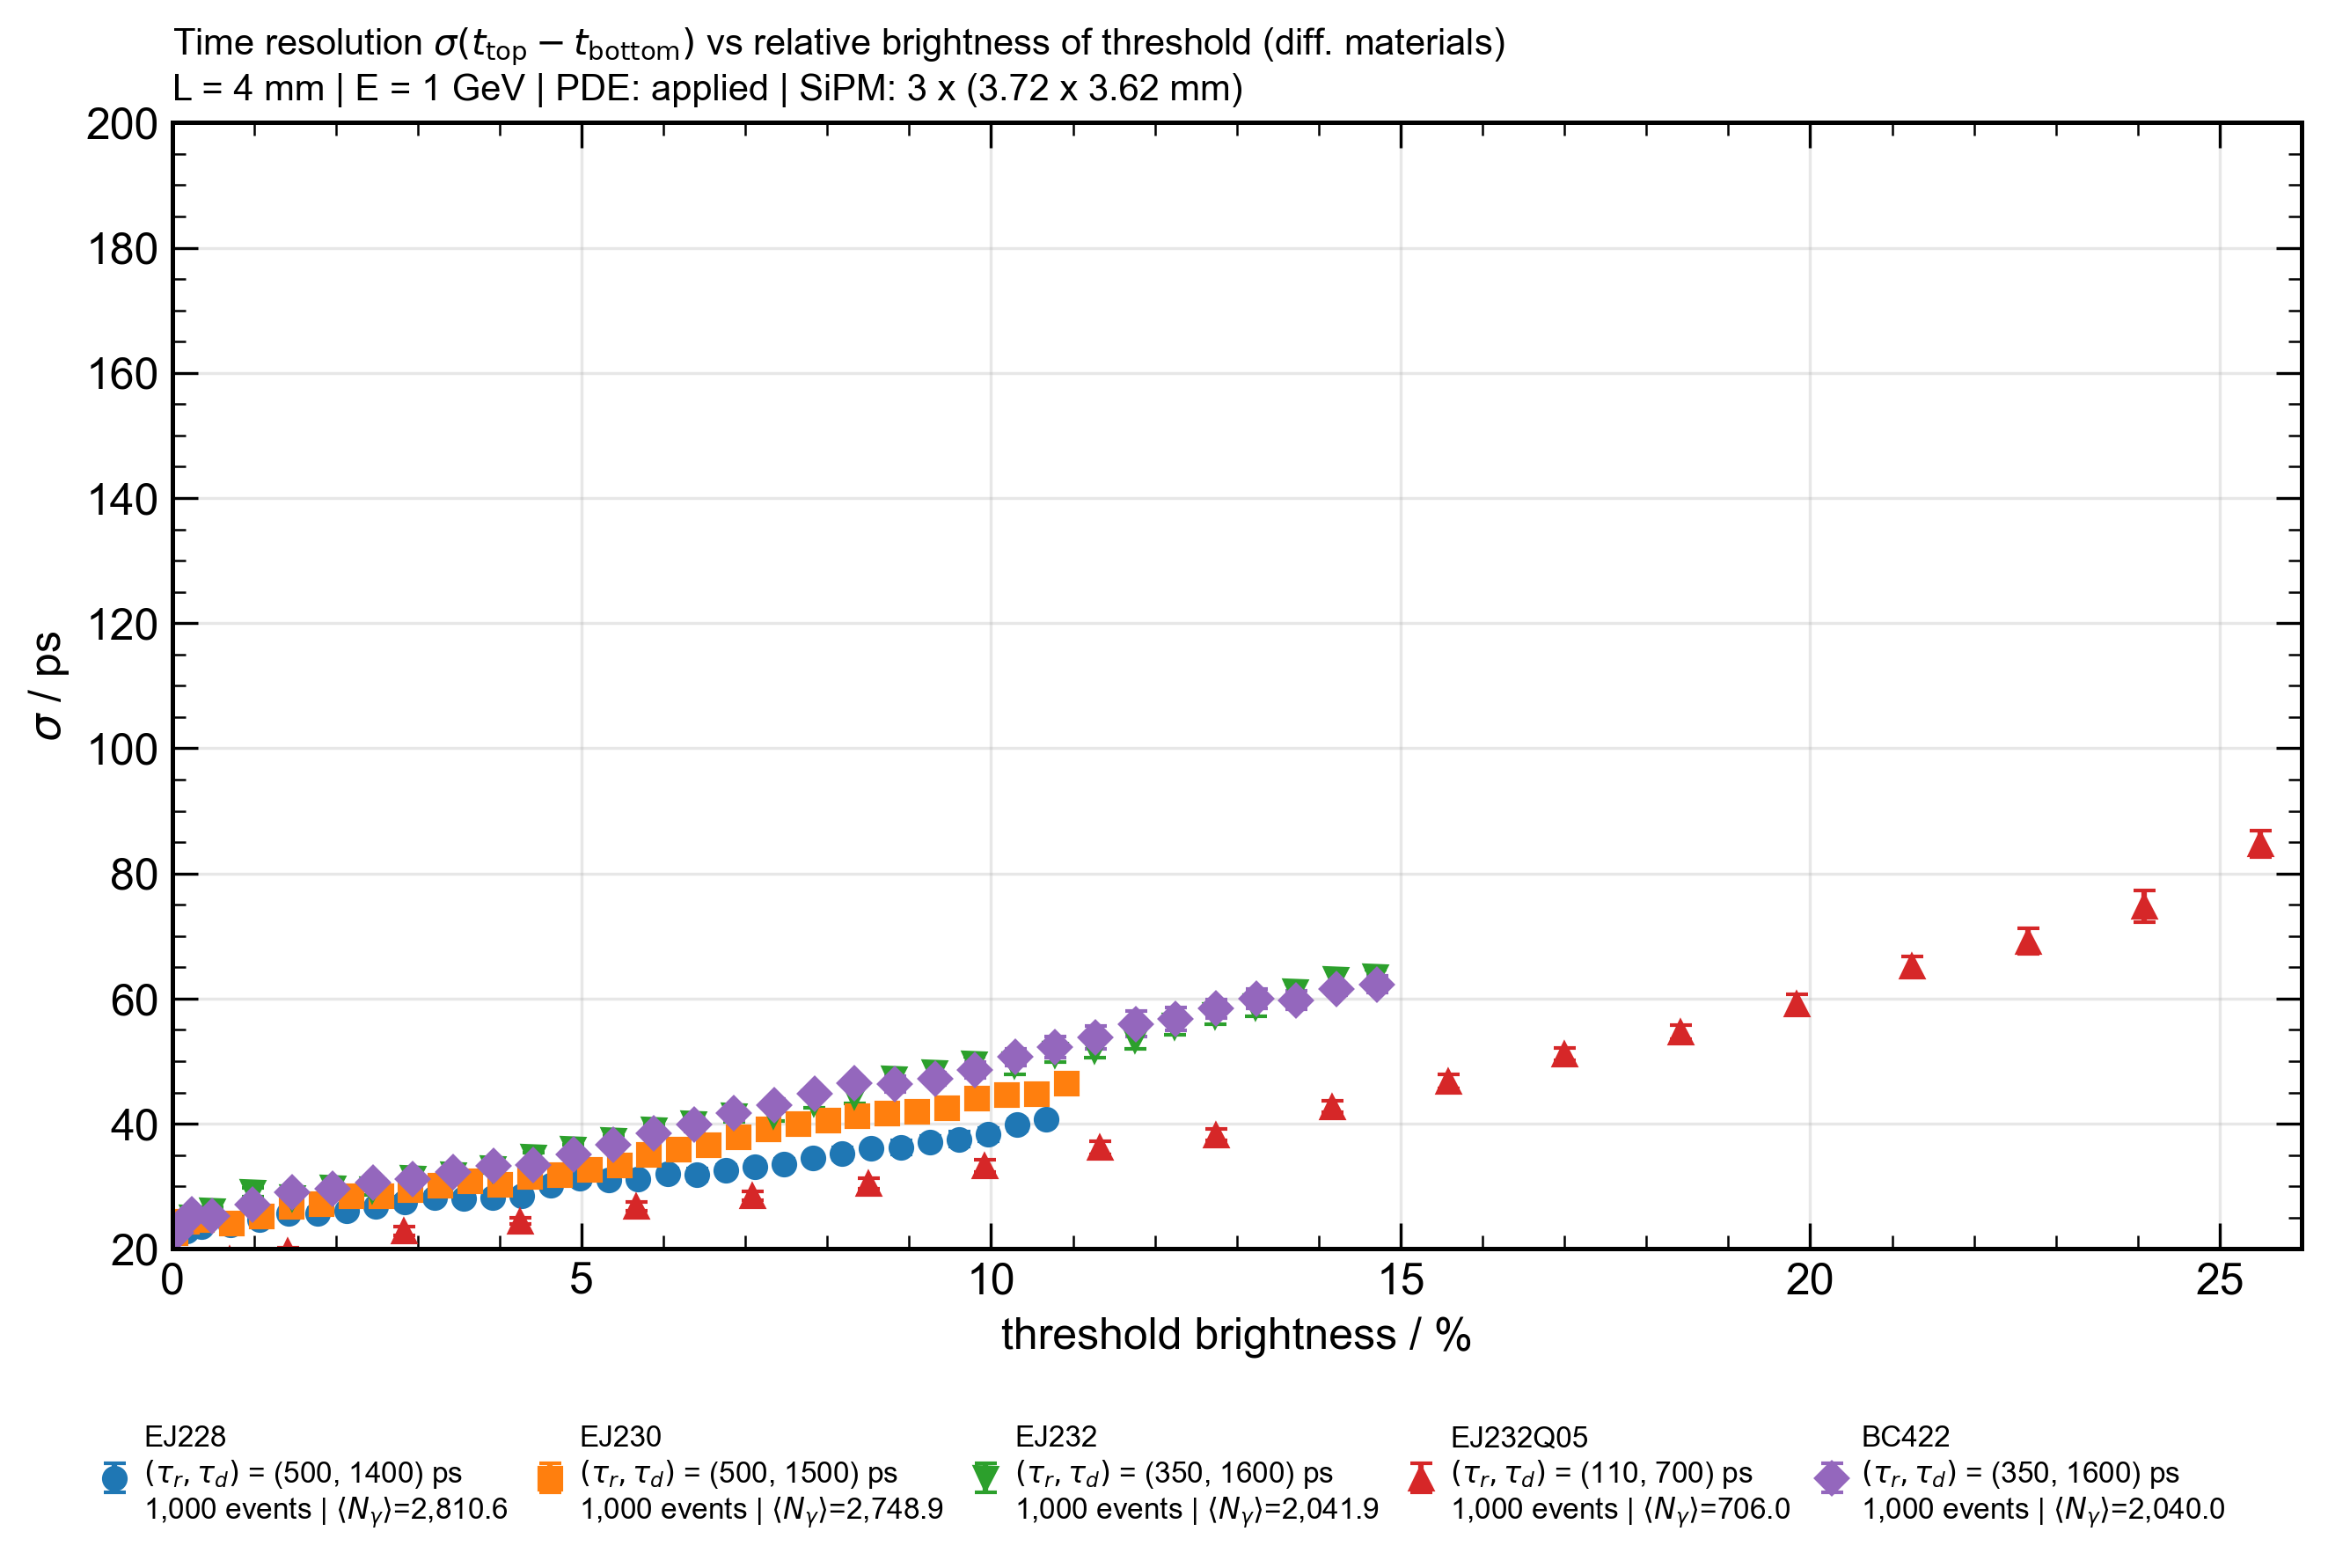 Time resolution σ(t_top − t_bottom) vs relative brightness of threshold (diff. materials)
L = 4 mm | E = 1 GeV | PDE: applied | SiPM: 3 x (3.72 x 3.62 mm)
200
180
160
140
120
100
80
60
40
20
σ / ps
0 5 10 15 20 25
threshold brightness / %
EJ228
(τ_r, τ_d) = (500, 1400) ps
1,000 events | ⟨N_γ⟩=2,810.6
EJ230
(τ_r, τ_d) = (500, 1500) ps
1,000 events | ⟨N_γ⟩=2,748.9
EJ232
(τ_r, τ_d) = (350, 1600) ps
1,000 events | ⟨N_γ⟩=2,041.9
EJ232Q05
(τ_r, τ_d) = (110, 700) ps
1,000 events | ⟨N_γ⟩=706.0
BC422
(τ_r, τ_d) = (350, 1600) ps
1,000 events | ⟨N_γ⟩=2,040.0